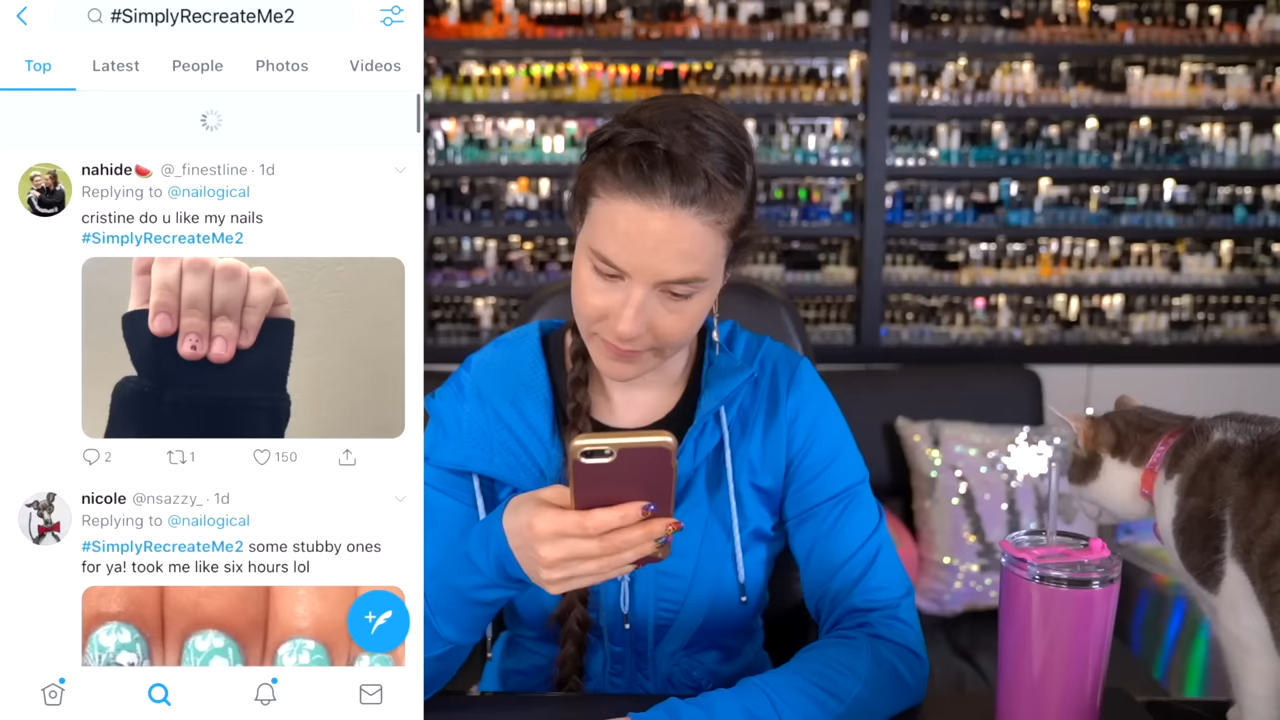 #SimplyRecreateMe2
Top Latest People Photos Videos
nahide🍉 @_finestline · 1d
Replying to @nailogical
cristine do u like my nails
#SimplyRecreateMe2
2 1 150
nicole @nsazzy_ · 1d
Replying to @nailogical
#SimplyRecreateMe2 some stubby ones
for ya! took me like six hours lol